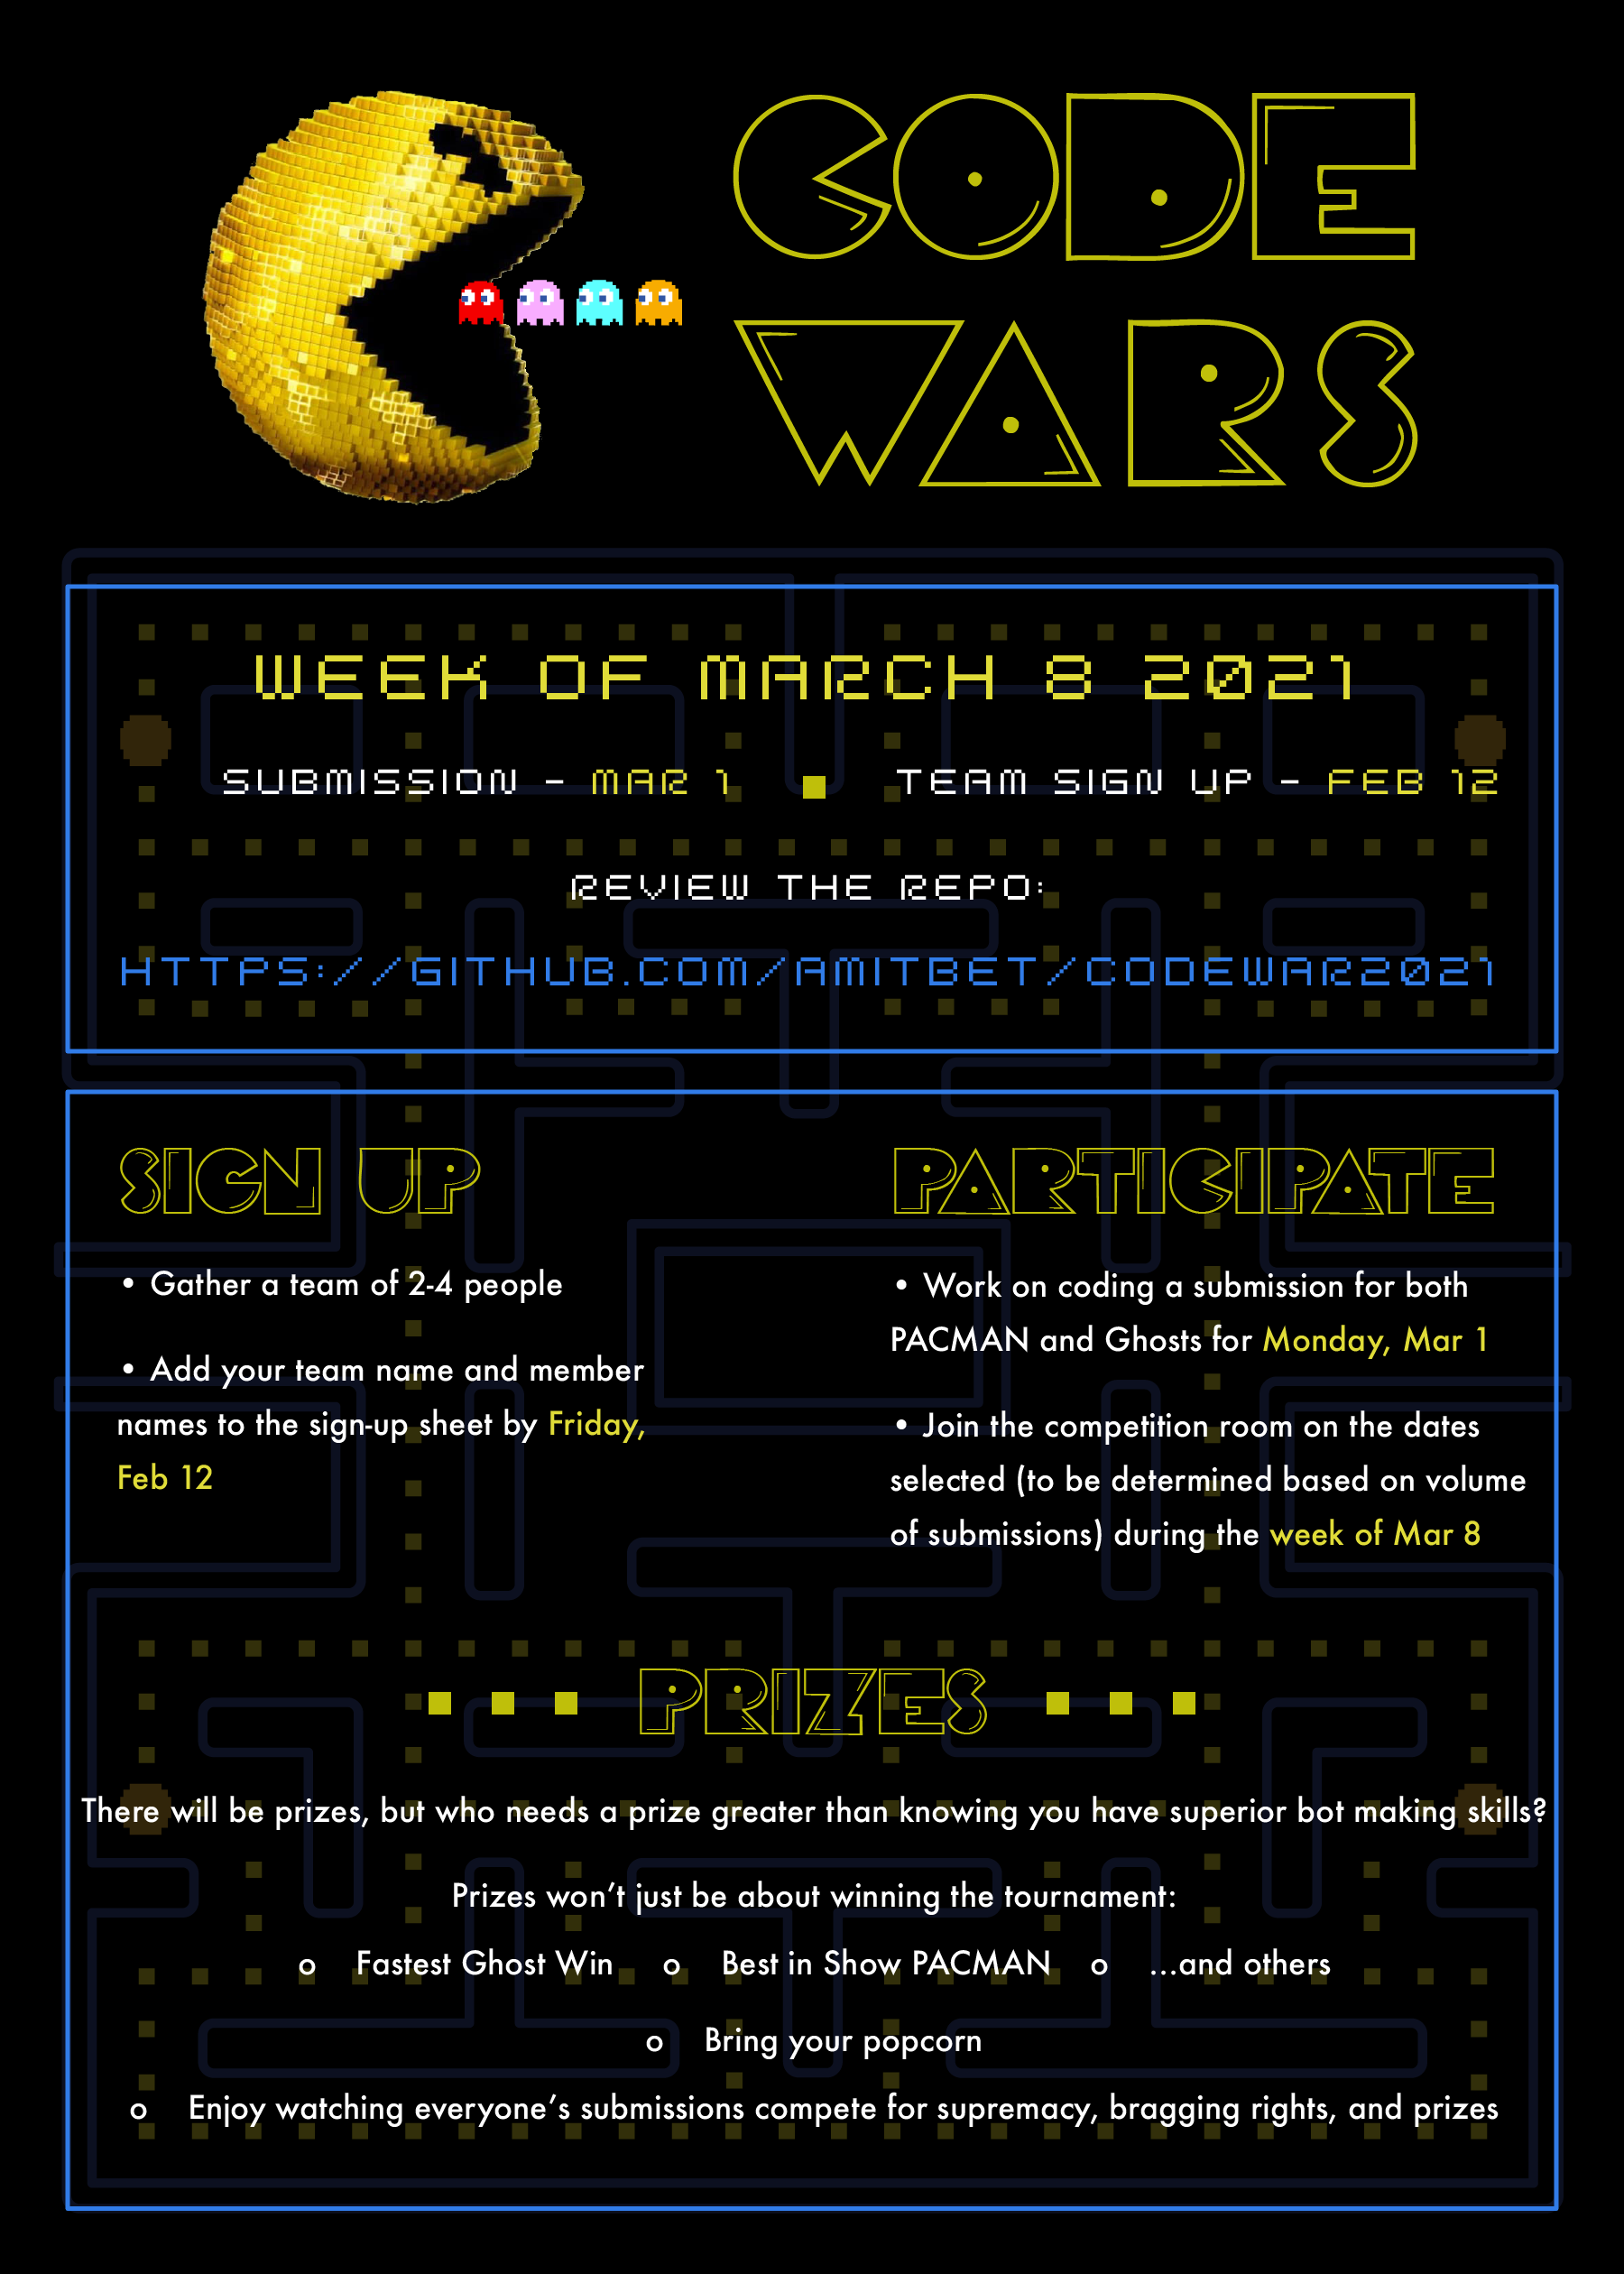 CODE
WARS
WEEK OF MARCH 8 2021
SUBMISSION - MAR 1 ▪ TEAM SIGN UP - FEB 12
REVIEW THE REPO:
HTTPS://GITHUB.COM/AMITBET/CODEWAR2021
SIGN UP
• Gather a team of 2-4 people
• Add your team name and member
names to the sign-up sheet by Friday,
Feb 12
PARTICIPATE
• Work on coding a submission for both
PACMAN and Ghosts for Monday, Mar 1
• Join the competition room on the dates
selected (to be determined based on volume
of submissions) during the week of Mar 8
PRIZES
There will be prizes, but who needs a prize greater than knowing you have superior bot making skills?
Prizes won’t just be about winning the tournament:
o Fastest Ghost Win o Best in Show PACMAN o ...and others
o Bring your popcorn
o Enjoy watching everyone’s submissions compete for supremacy, bragging rights, and prizes